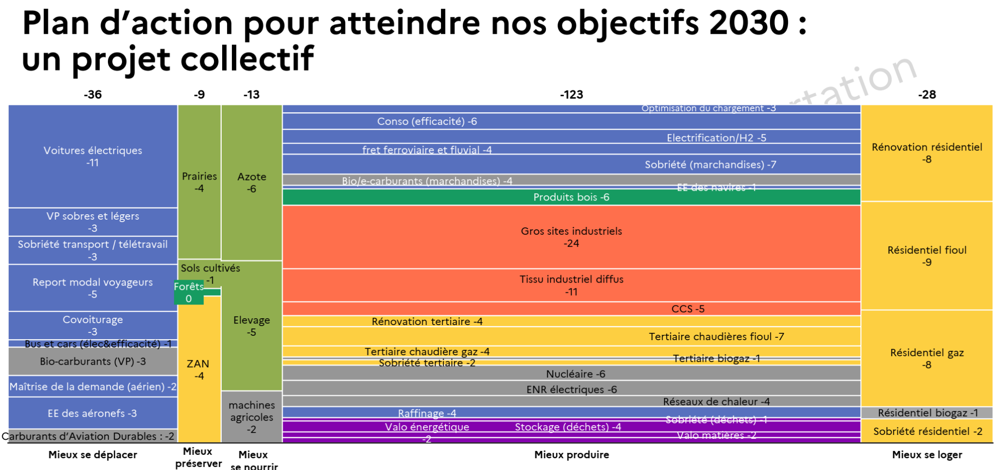 Plan d’action pour atteindre nos objectifs 2030 :
un projet collectif
rtation
-36
-9
-13
-123
-28
Voitures électriques
-11
VP sobres et légers
-3
Sobriété transport / télétravail
-3
Report modal voyageurs
-5
Covoiturage
-3
Bus et cars (élec&efficacité) -1
Bio-carburants (VP) -3
Maîtrise de la demande (aérien) -2
EE des aéronefs -3
Carburants d’Aviation Durables : -2
Prairies
-4
Sols cultivés
-1
Forêts
0
ZAN
-4
Azote
-6
Elevage
-5
machines
agricoles
-2
Optimisation du chargement -3
Conso (efficacité) -6
Electrification/H2 -5
fret ferroviaire et fluvial -4
Sobriété (marchandises) -7
Bio/e-carburants (marchandises) -4
EE des navires -1
Produits bois -6
Gros sites industriels
-24
Tissu industriel diffus
-11
CCS -5
Rénovation tertiaire -4
Tertiaire chaudières fioul -7
Tertiaire chaudière gaz -4
Tertiaire biogaz -1
Sobriété tertiaire -2
Nucléaire -6
ENR électriques -6
Réseaux de chaleur -4
Raffinage -4
Sobriété (déchets) -1
Valo énergétique
-2
Stockage (déchets) -4
Valo matières -2
Rénovation résidentiel
-8
Résidentiel fioul
-9
Résidentiel gaz
-8
Résidentiel biogaz -1
Sobriété résidentiel -2
Mieux se déplacer
Mieux
préserver
Mieux
se nourrir
Mieux produire
Mieux se loger